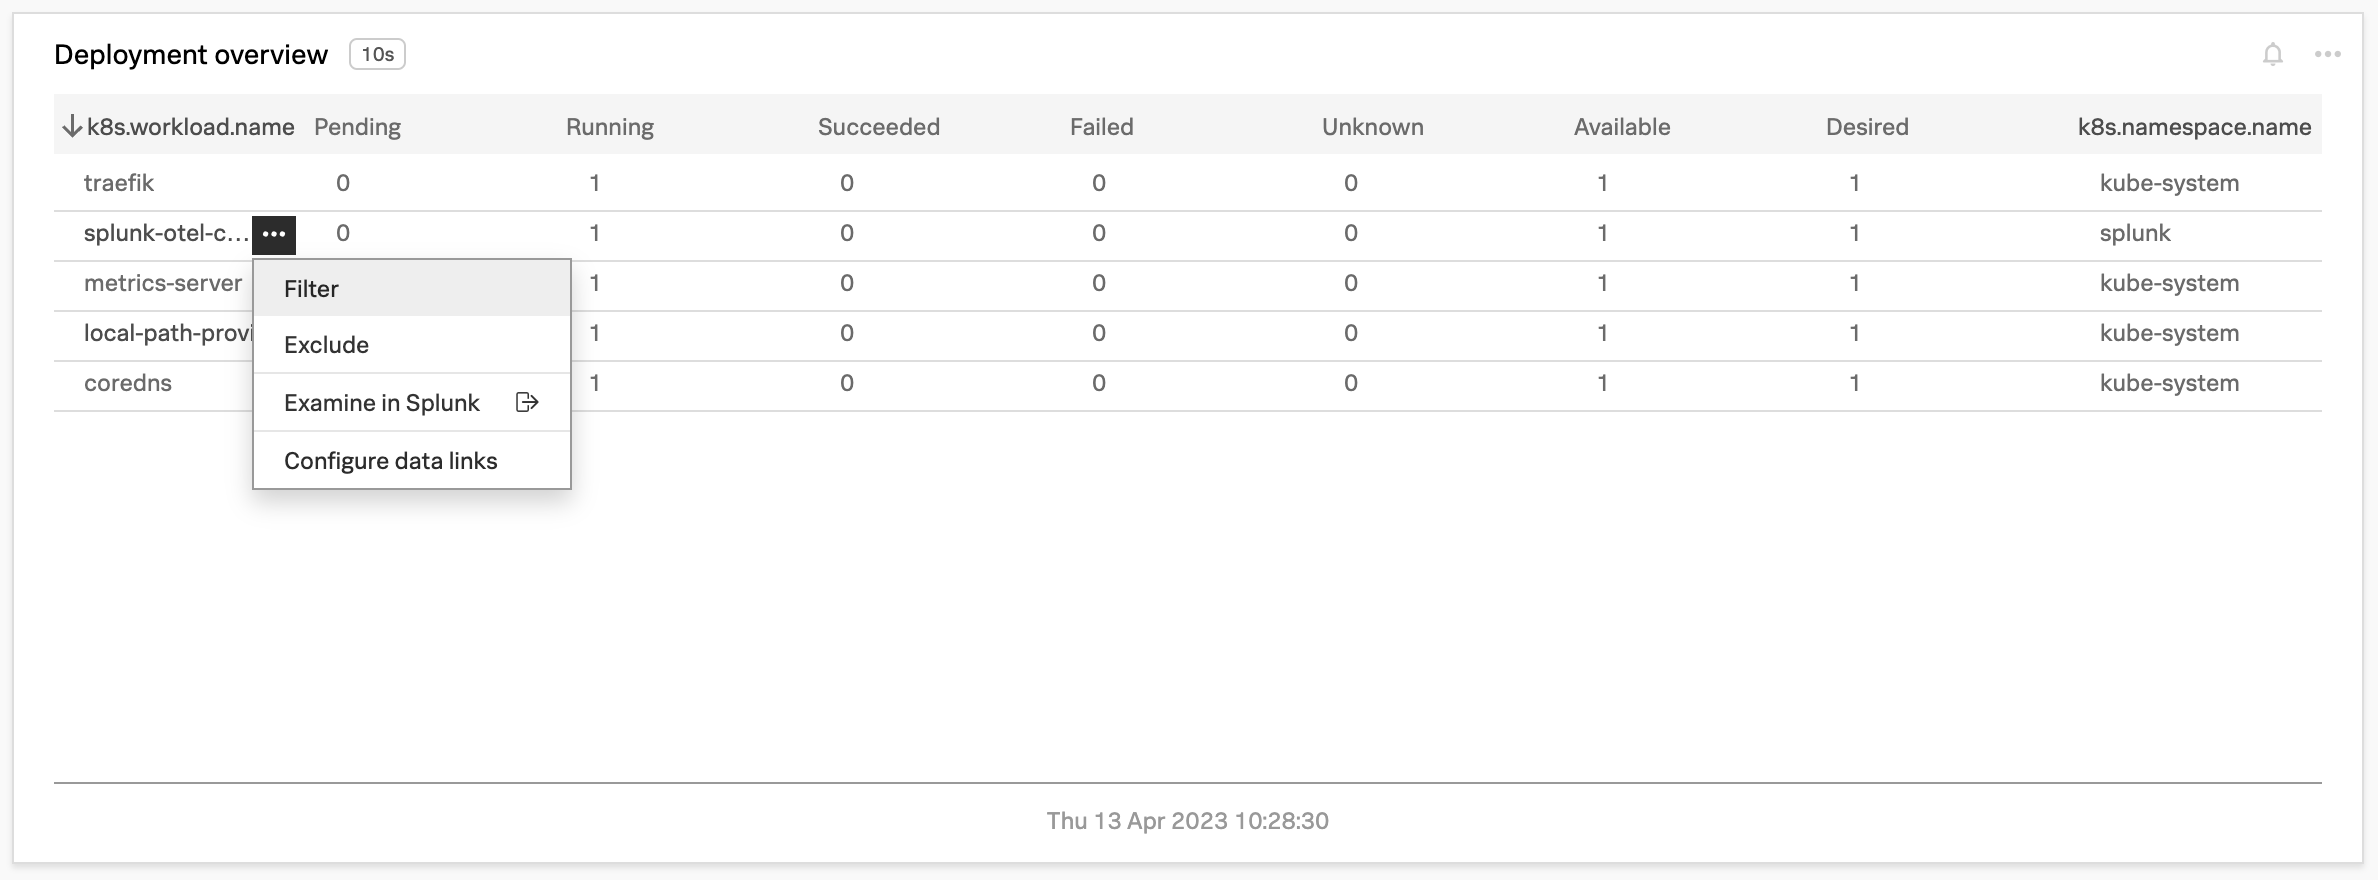 Deployment overview 10s
k8s.workload.name Pending Running Succeeded Failed Unknown Available Desired k8s.namespace.name
traefik 0 1 0 0 0 1 1 kube-system
splunk-otel-c... ••• 0 1 0 0 0 1 1 splunk
metrics-server 1 0 0 0 1 1 kube-system
local-path-provi 1 0 0 0 1 1 kube-system
coredns 1 0 0 0 1 1 kube-system
Filter
Exclude
Examine in Splunk
Configure data links
Thu 13 Apr 2023 10:28:30